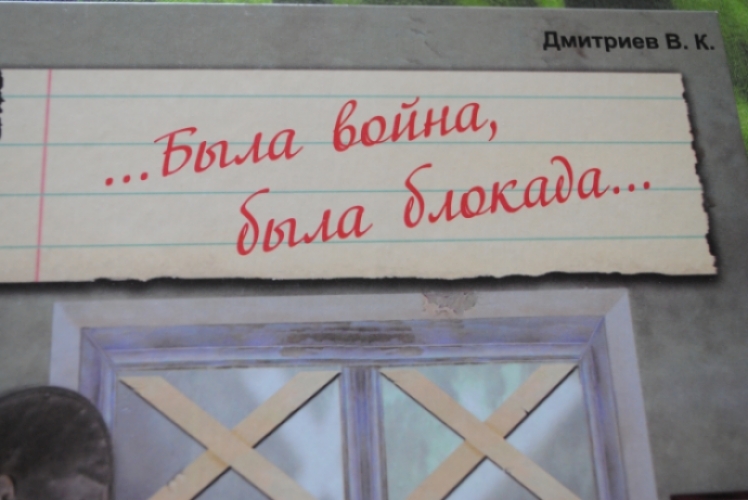 Дмитриев В. К.
...Была война,
была блокада...